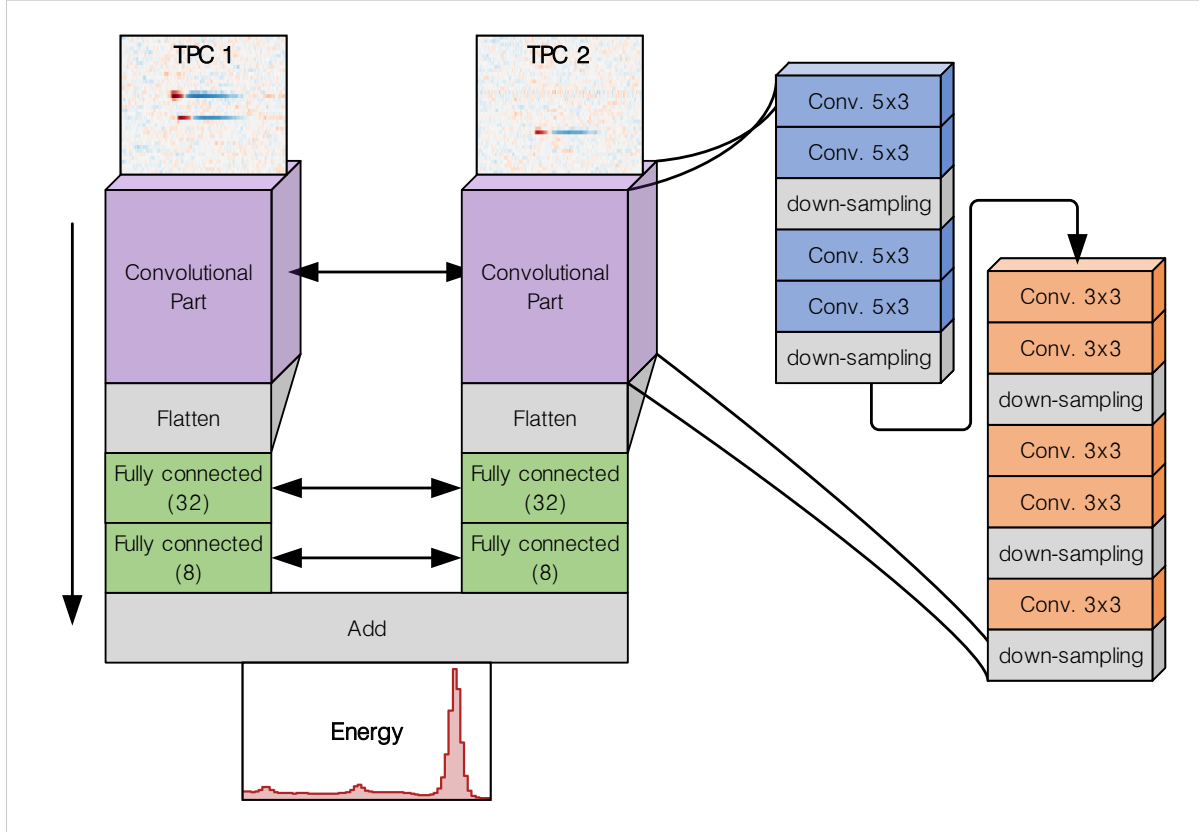 TPC 1
TPC 2
Convolutional
Part
Convolutional
Part
Flatten
Flatten
Fully connected
(32)
Fully connected
(32)
Fully connected
(8)
Fully connected
(8)
Add
Energy
Conv. 5x3
Conv. 5x3
down-sampling
Conv. 5x3
Conv. 5x3
down-sampling
Conv. 3x3
Conv. 3x3
down-sampling
Conv. 3x3
Conv. 3x3
down-sampling
Conv. 3x3
down-sampling